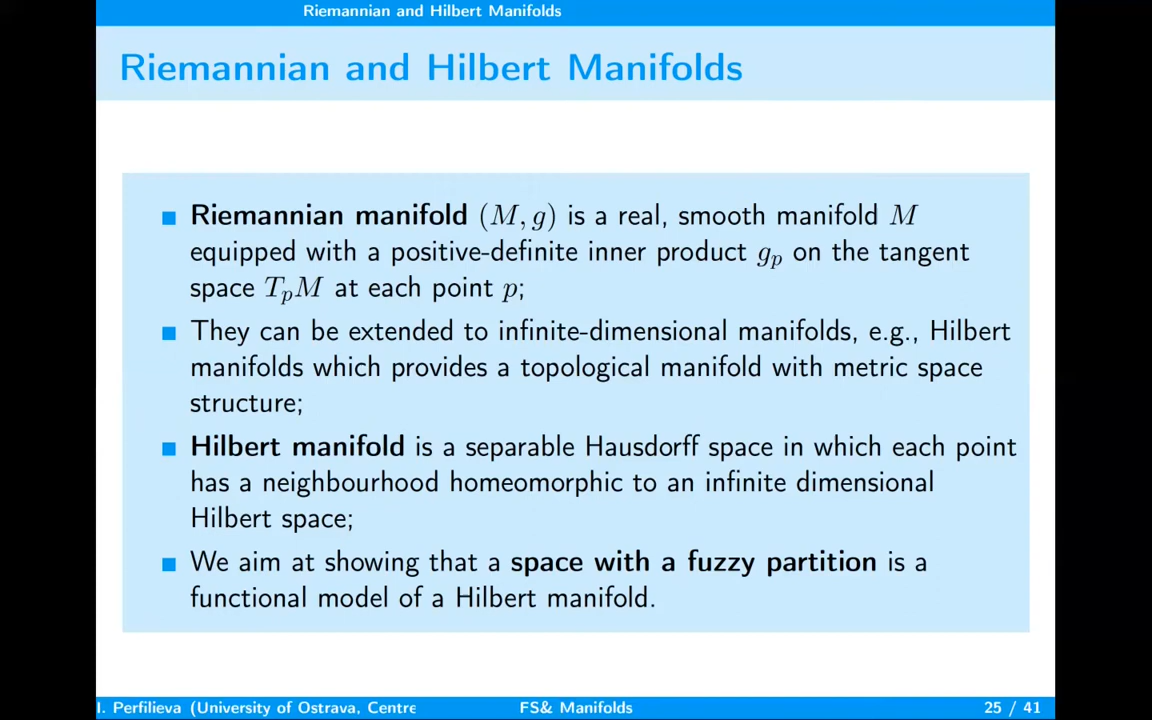 Riemannian and Hilbert Manifolds
Riemannian and Hilbert Manifolds
Riemannian manifold (M, g) is a real, smooth manifold M
equipped with a positive-definite inner product g_p on the tangent
space T_pM at each point p;
They can be extended to infinite-dimensional manifolds, e.g., Hilbert
manifolds which provides a topological manifold with metric space
structure;
Hilbert manifold is a separable Hausdorff space in which each point
has a neighbourhood homeomorphic to an infinite dimensional
Hilbert space;
We aim at showing that a space with a fuzzy partition is a
functional model of a Hilbert manifold.
I. Perfilieva (University of Ostrava, Centre FS& Manifolds 25 / 41